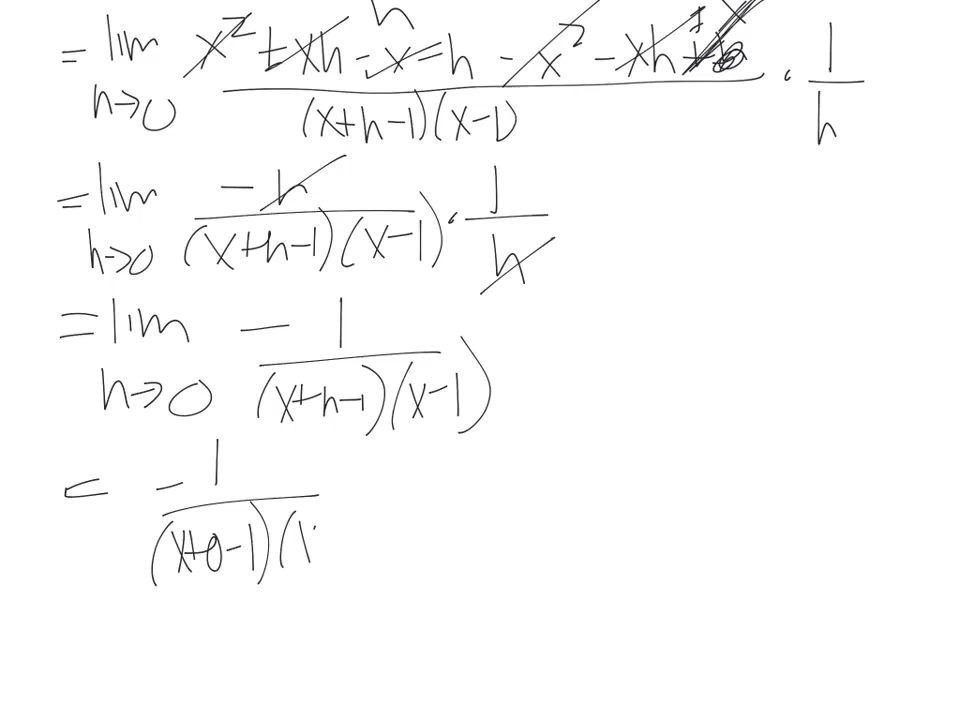 h
= lim x² + xh - x = h - x² - xh + x · 1
h→0 (x+h-1)(x-1) h
= lim -h · 1
h→0 (x+h-1)(x-1) h
= lim - 1
h→0 (x+h-1)(x-1)
= - 1
(x+0-1)(